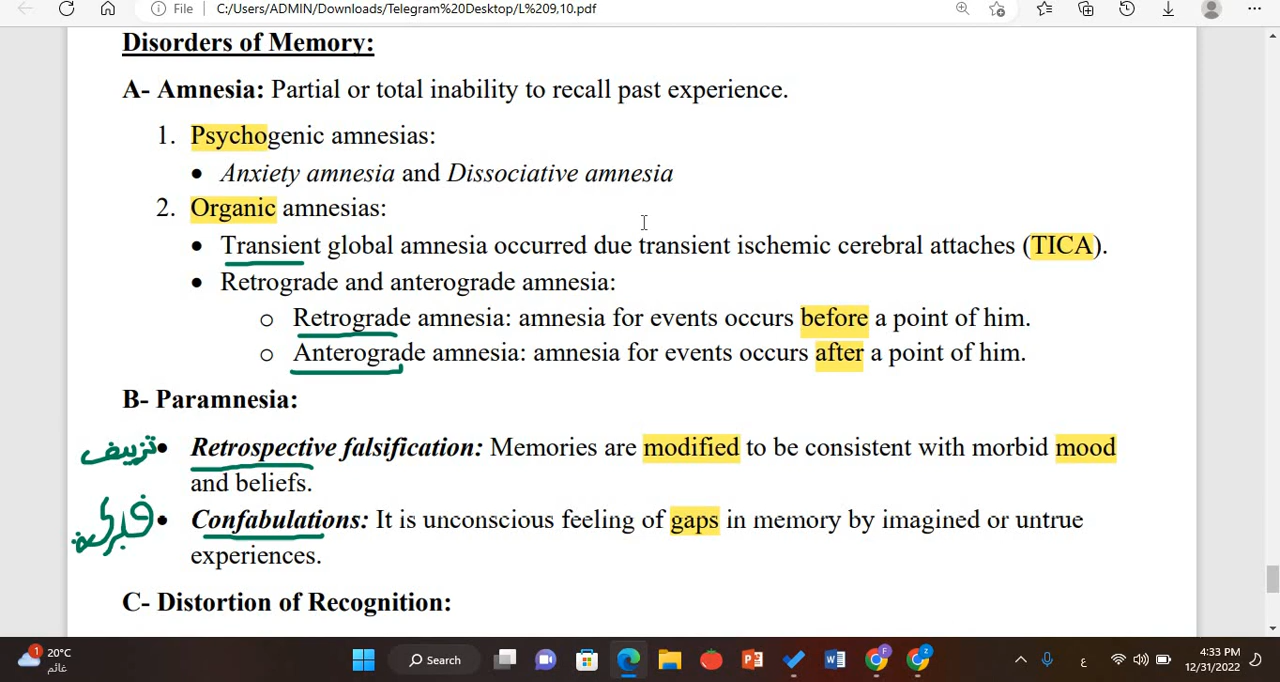 File
C:/Users/ADMIN/Downloads/Telegram%20Desktop/L%209,10.pdf
Disorders of Memory:
A- Amnesia: Partial or total inability to recall past experience.
1. Psychogenic amnesias:
• Anxiety amnesia and Dissociative amnesia
2. Organic amnesias:
• Transient global amnesia occurred due transient ischemic cerebral attaches (TICA).
• Retrograde and anterograde amnesia:
o Retrograde amnesia: amnesia for events occurs before a point of him.
o Anterograde amnesia: amnesia for events occurs after a point of him.
B- Paramnesia:
تزييف • Retrospective falsification: Memories are modified to be consistent with morbid mood
and beliefs.
فبركة • Confabulations: It is unconscious feeling of gaps in memory by imagined or untrue
experiences.
C- Distortion of Recognition:
1
20°C
غائم
Search
F
z
ع
4:33 PM
12/31/2022